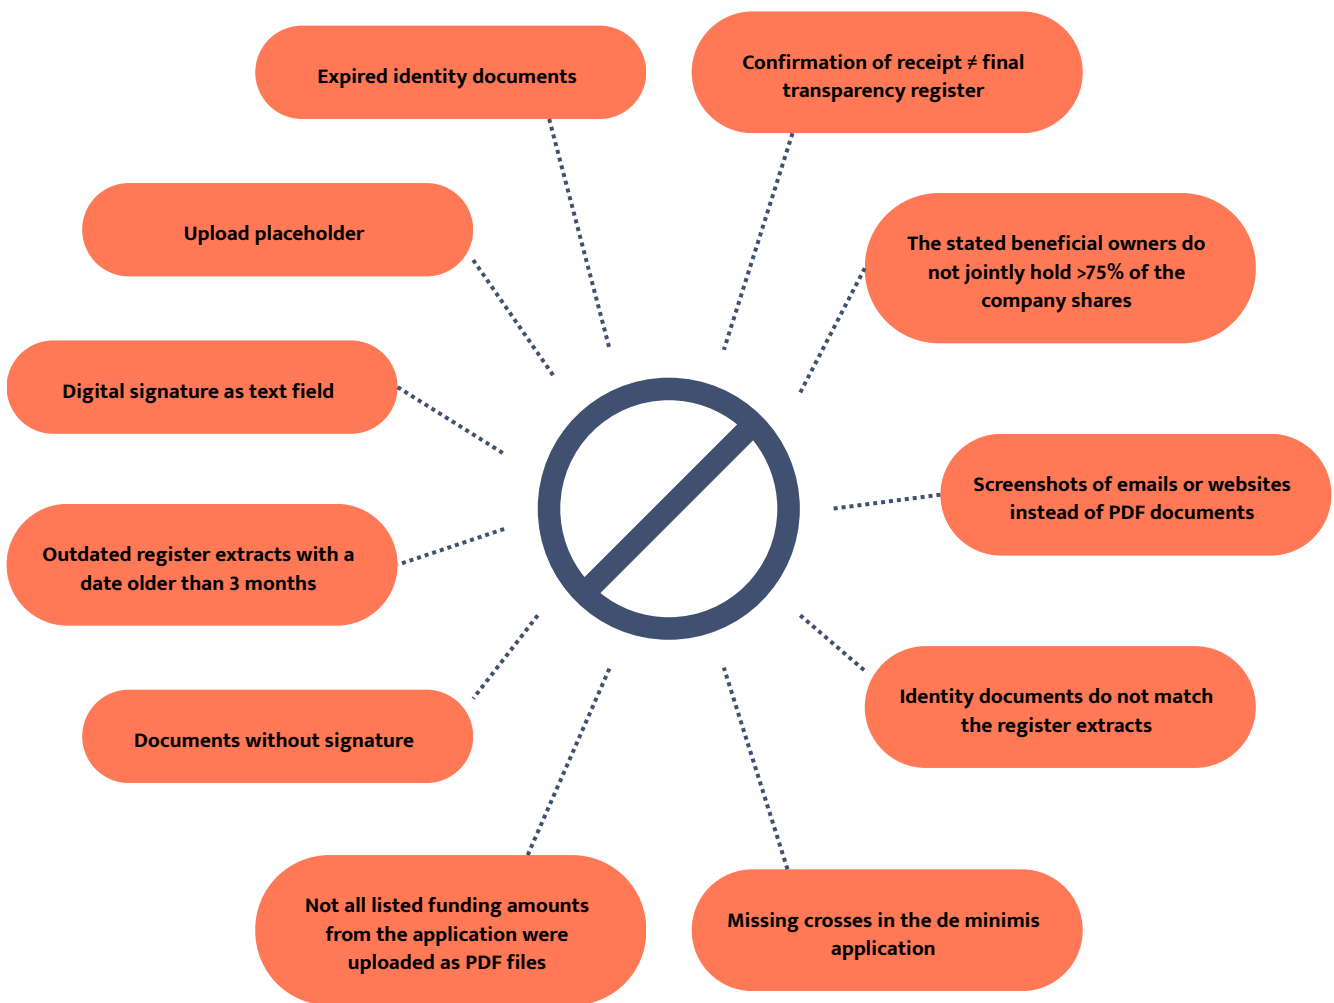 Expired identity documents
Confirmation of receipt ≠ final
transparency register
Upload placeholder
The stated beneficial owners do
not jointly hold >75% of the
company shares
Digital signature as text field
Screenshots of emails or websites
instead of PDF documents
Outdated register extracts with a
date older than 3 months
Identity documents do not match
the register extracts
Documents without signature
Not all listed funding amounts
from the application were
uploaded as PDF files
Missing crosses in the de minimis
application